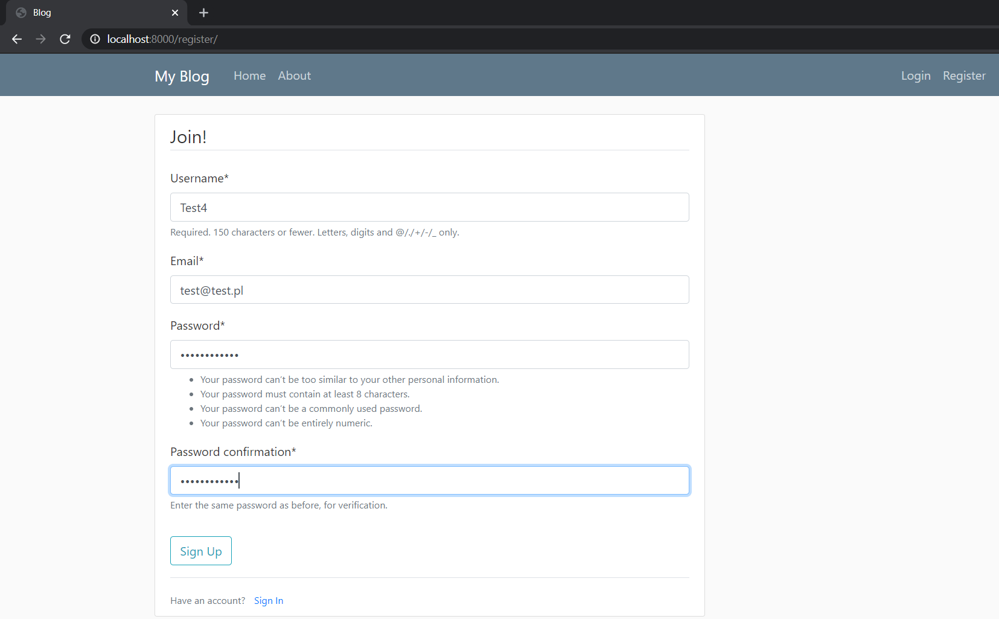 Blog
localhost:8000/register/
My Blog Home About Login Register
Join!
Username*
Test4
Required. 150 characters or fewer. Letters, digits and @/./+/-/_ only.
Email*
test@test.pl
Password*
••••••••••••
• Your password can't be too similar to your other personal information.
• Your password must contain at least 8 characters.
• Your password can't be a commonly used password.
• Your password can't be entirely numeric.
Password confirmation*
••••••••••••
Enter the same password as before, for verification.
Sign Up
Have an account? Sign In